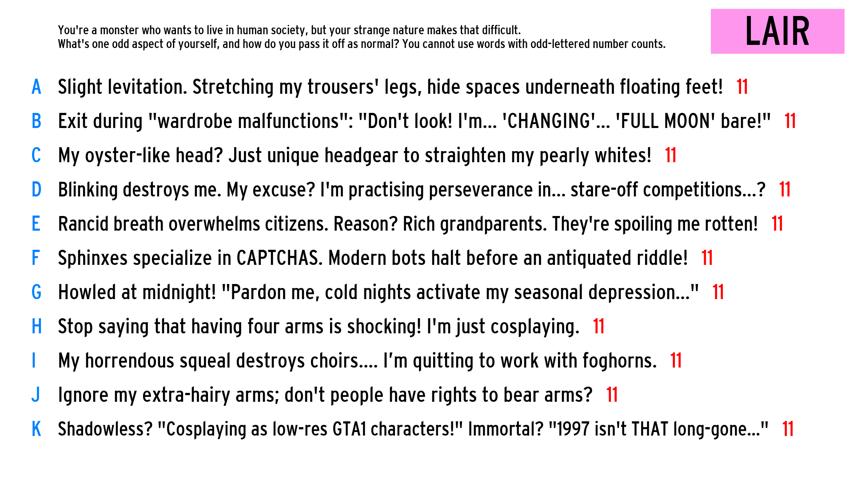 You're a monster who wants to live in human society, but your strange nature makes that difficult.
What's one odd aspect of yourself, and how do you pass it off as normal? You cannot use words with odd-lettered number counts.
LAIR
A Slight levitation. Stretching my trousers' legs, hide spaces underneath floating feet! 11
B Exit during "wardrobe malfunctions": "Don't look! I'm... 'CHANGING'... 'FULL MOON' bare!" 11
C My oyster-like head? Just unique headgear to straighten my pearly whites! 11
D Blinking destroys me. My excuse? I'm practising perseverance in... stare-off competitions...? 11
E Rancid breath overwhelms citizens. Reason? Rich grandparents. They're spoiling me rotten! 11
F Sphinxes specialize in CAPTCHAS. Modern bots halt before an antiquated riddle! 11
G Howled at midnight! "Pardon me, cold nights activate my seasonal depression..." 11
H Stop saying that having four arms is shocking! I'm just cosplaying. 11
I My horrendous squeal destroys choirs.... I’m quitting to work with foghorns. 11
J Ignore my extra-hairy arms; don't people have rights to bear arms? 11
K Shadowless? "Cosplaying as low-res GTA1 characters!" Immortal? "1997 isn't THAT long-gone..." 11